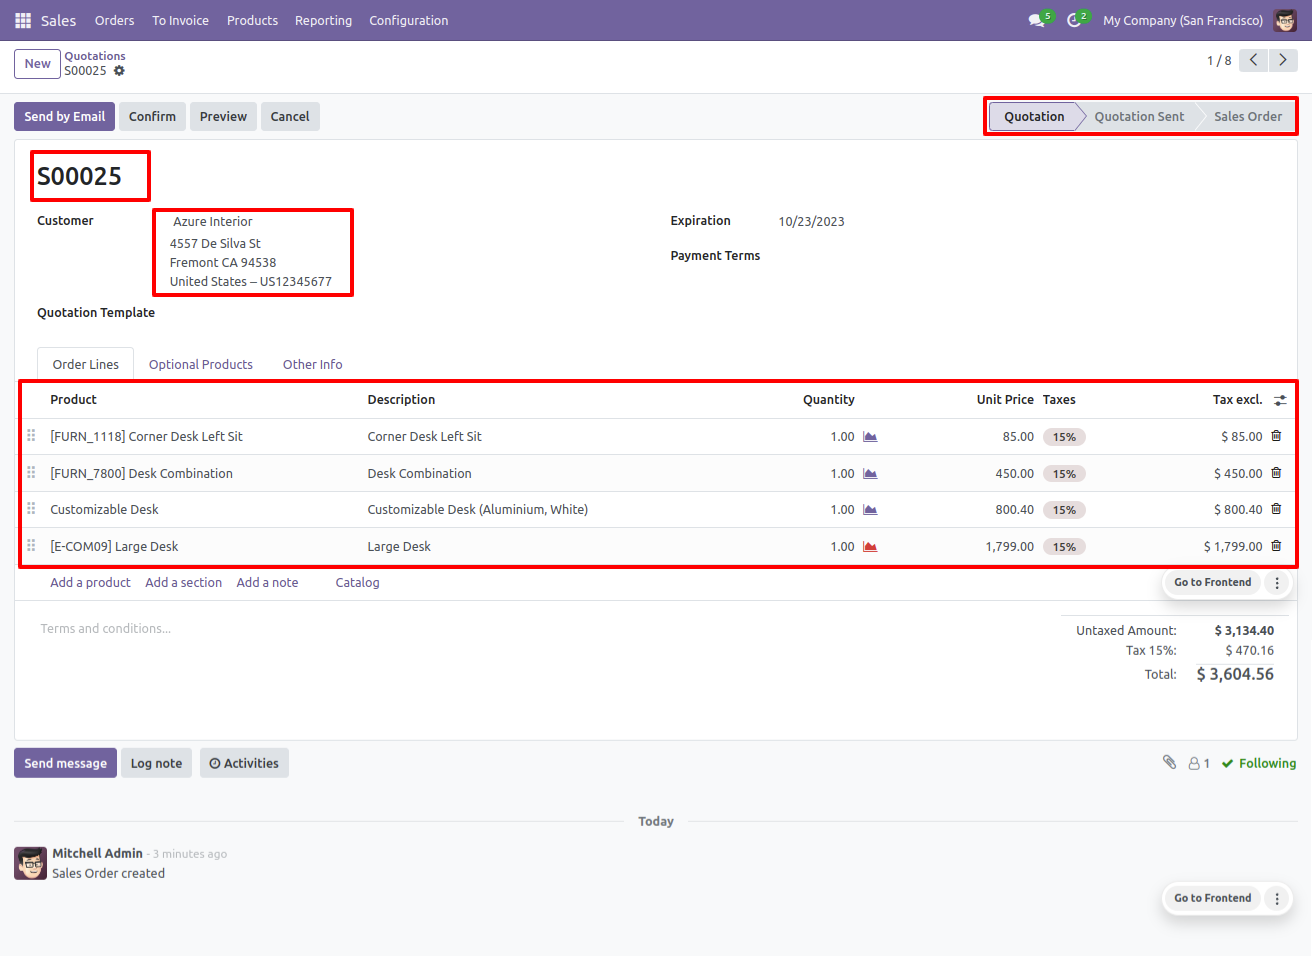 Sales Orders To Invoice Products Reporting Configuration 5 2 My Company (San Francisco)
New Quotations
S00025
1 / 8
Send by Email Confirm Preview Cancel Quotation Quotation Sent Sales Order
S00025
Customer Azure Interior Expiration 10/23/2023
4557 De Silva St
Fremont CA 94538
United States – US12345677
Payment Terms
Quotation Template
Order Lines Optional Products Other Info
Product Description Quantity Unit Price Taxes Tax excl.
[FURN_1118] Corner Desk Left Sit Corner Desk Left Sit 1.00 85.00 15% $ 85.00
[FURN_7800] Desk Combination Desk Combination 1.00 450.00 15% $ 450.00
Customizable Desk Customizable Desk (Aluminium, White) 1.00 800.40 15% $ 800.40
[E-COM09] Large Desk Large Desk 1.00 1,799.00 15% $ 1,799.00
Add a product Add a section Add a note Catalog Go to Frontend
Terms and conditions... Untaxed Amount: $ 3,134.40
Tax 15%: $ 470.16
Total: $ 3,604.56
Send message Log note Activities 1 Following
Today
Mitchell Admin - 3 minutes ago
Sales Order created
Go to Frontend